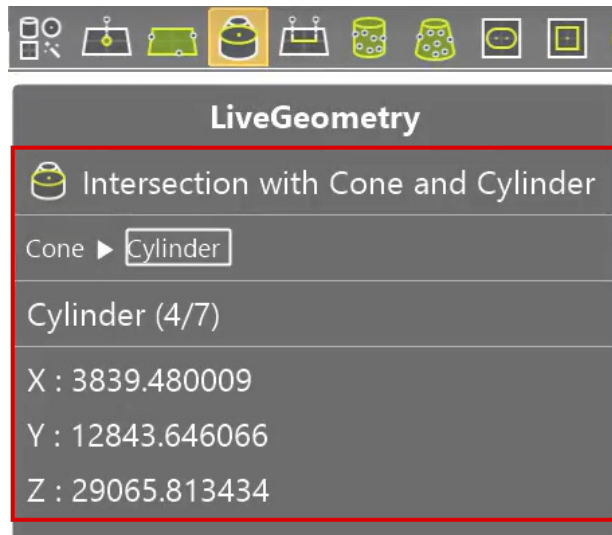 LiveGeometry
Intersection with Cone and Cylinder
Cone ▶ Cylinder
Cylinder (4/7)
X : 3839.480009
Y : 12843.646066
Z : 29065.813434